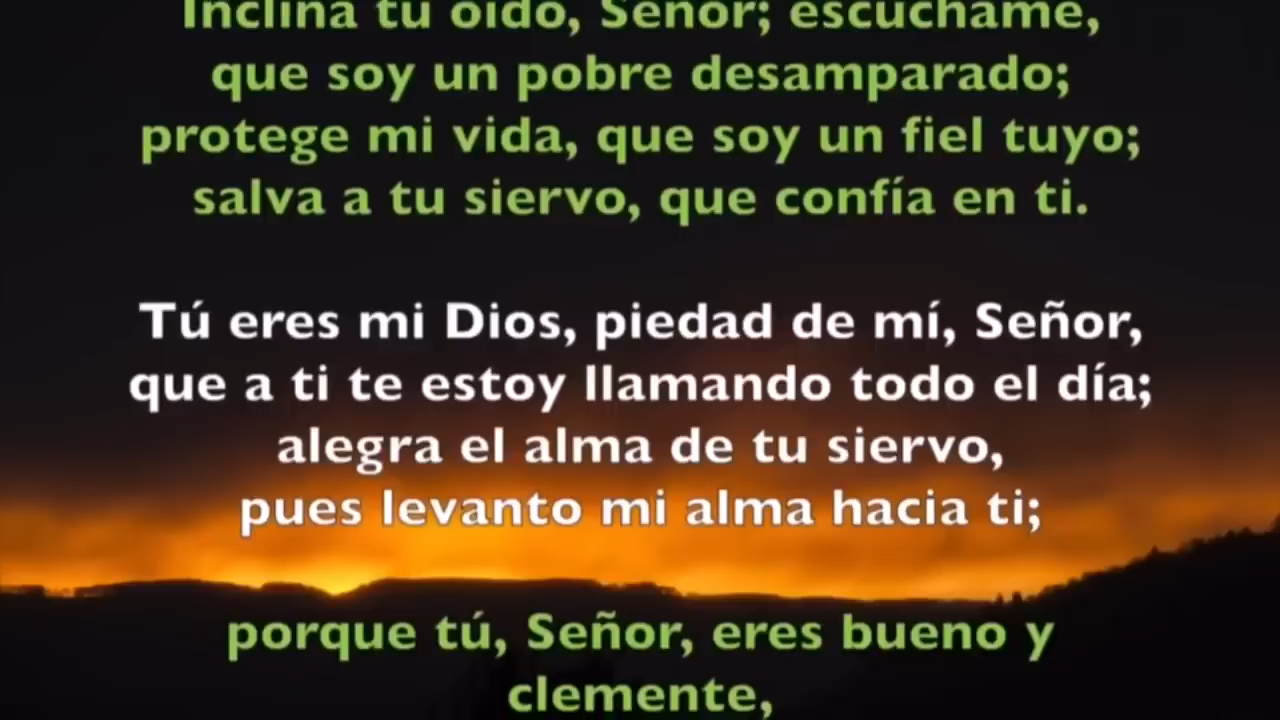 Inclina tu oído, Señor; escúchame,
que soy un pobre desamparado;
protege mi vida, que soy un fiel tuyo;
salva a tu siervo, que confía en ti.
Tú eres mi Dios, piedad de mí, Señor,
que a ti te estoy llamando todo el día;
alegra el alma de tu siervo,
pues levanto mi alma hacia ti;
porque tú, Señor, eres bueno y
clemente,